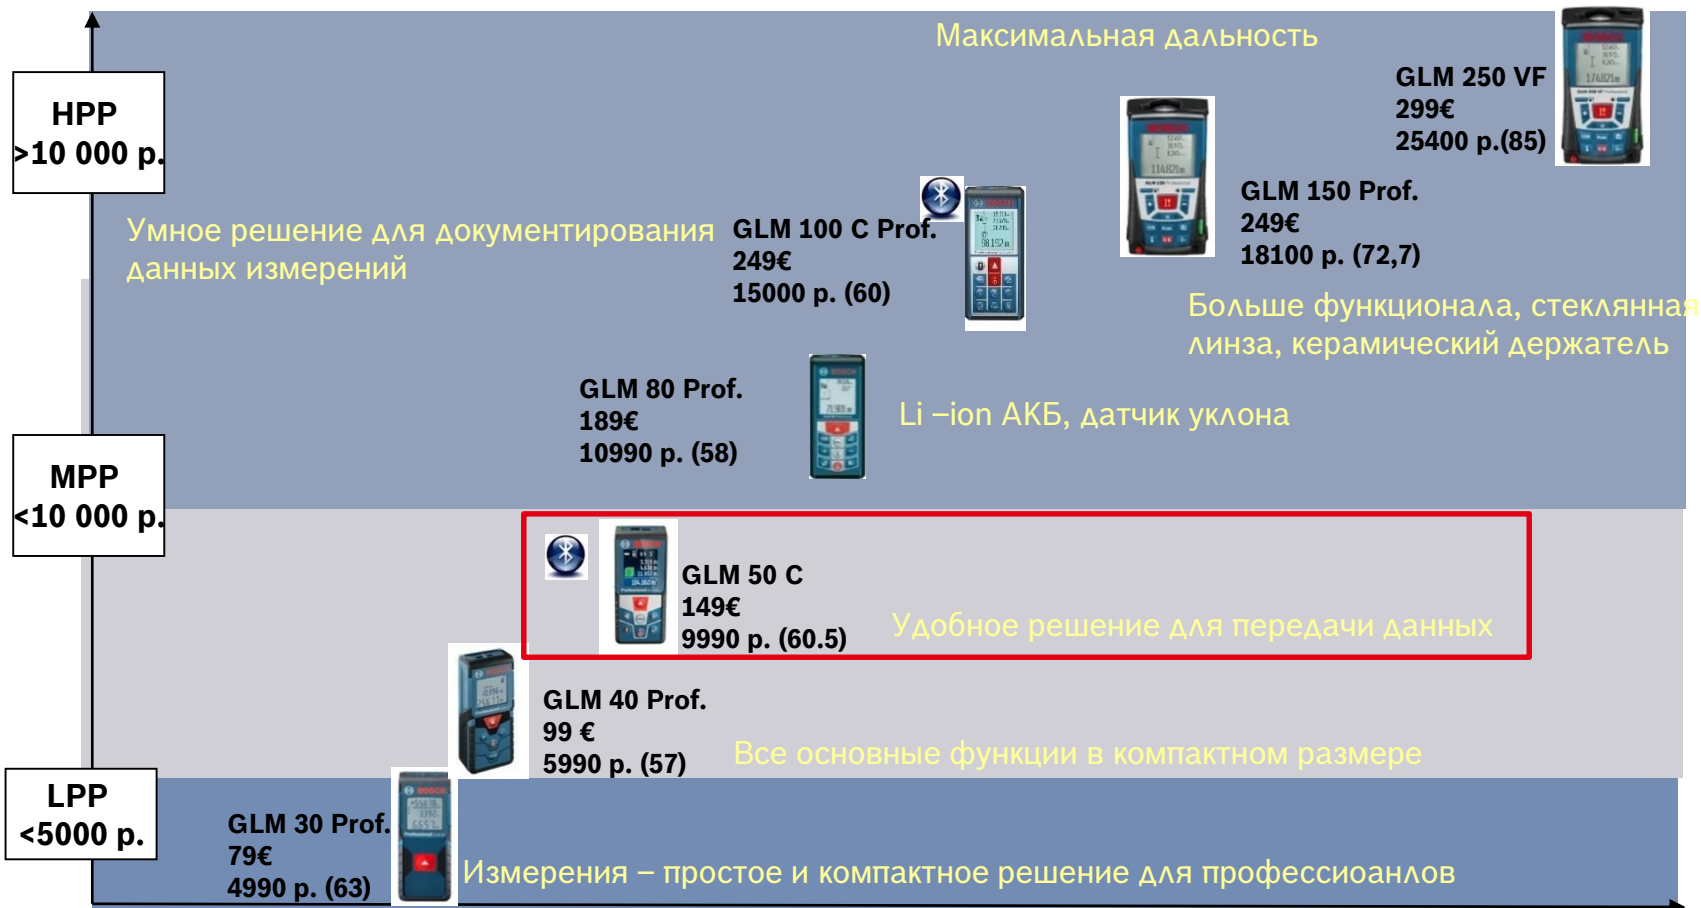 Максимальная дальность
GLM 250 VF
299€
25400 р.(85)
HPP
>10 000 р.
GLM 150 Prof.
249€
18100 р. (72,7)
Умное решение для документирования
данных измерений
GLM 100 C Prof.
249€
15000 р. (60)
Больше функционала, стеклянная
линза, керамический держатель
GLM 80 Prof.
189€
10990 р. (58)
Li –ion АКБ, датчик уклона
MPP
<10 000 р.
GLM 50 C
149€
9990 р. (60.5)
Удобное решение для передачи данных
GLM 40 Prof.
99 €
5990 р. (57)
Все основные функции в компактном размере
LPP
<5000 р.
GLM 30 Prof.
79€
4990 р. (63)
Измерения – простое и компактное решение для профессиоанлов